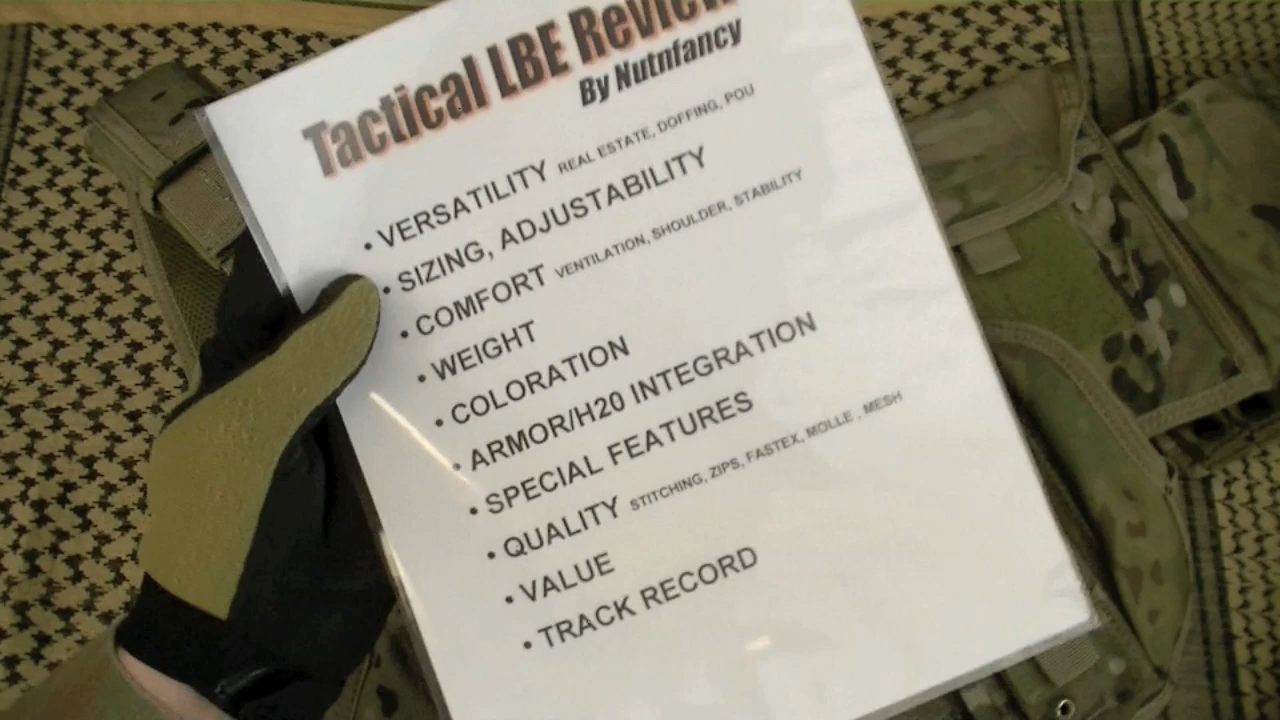 Tactical LBE Review
By Nutnfancy
• VERSATILITY REAL ESTATE, DOFFING, POU
• SIZING, ADJUSTABILITY
• COMFORT VENTILATION, SHOULDER, STABILITY
• WEIGHT
• COLORATION
• ARMOR/H20 INTEGRATION
• SPECIAL FEATURES
• QUALITY STITCHING, ZIPS, FASTEX, MOLLE , MESH
• VALUE
• TRACK RECORD